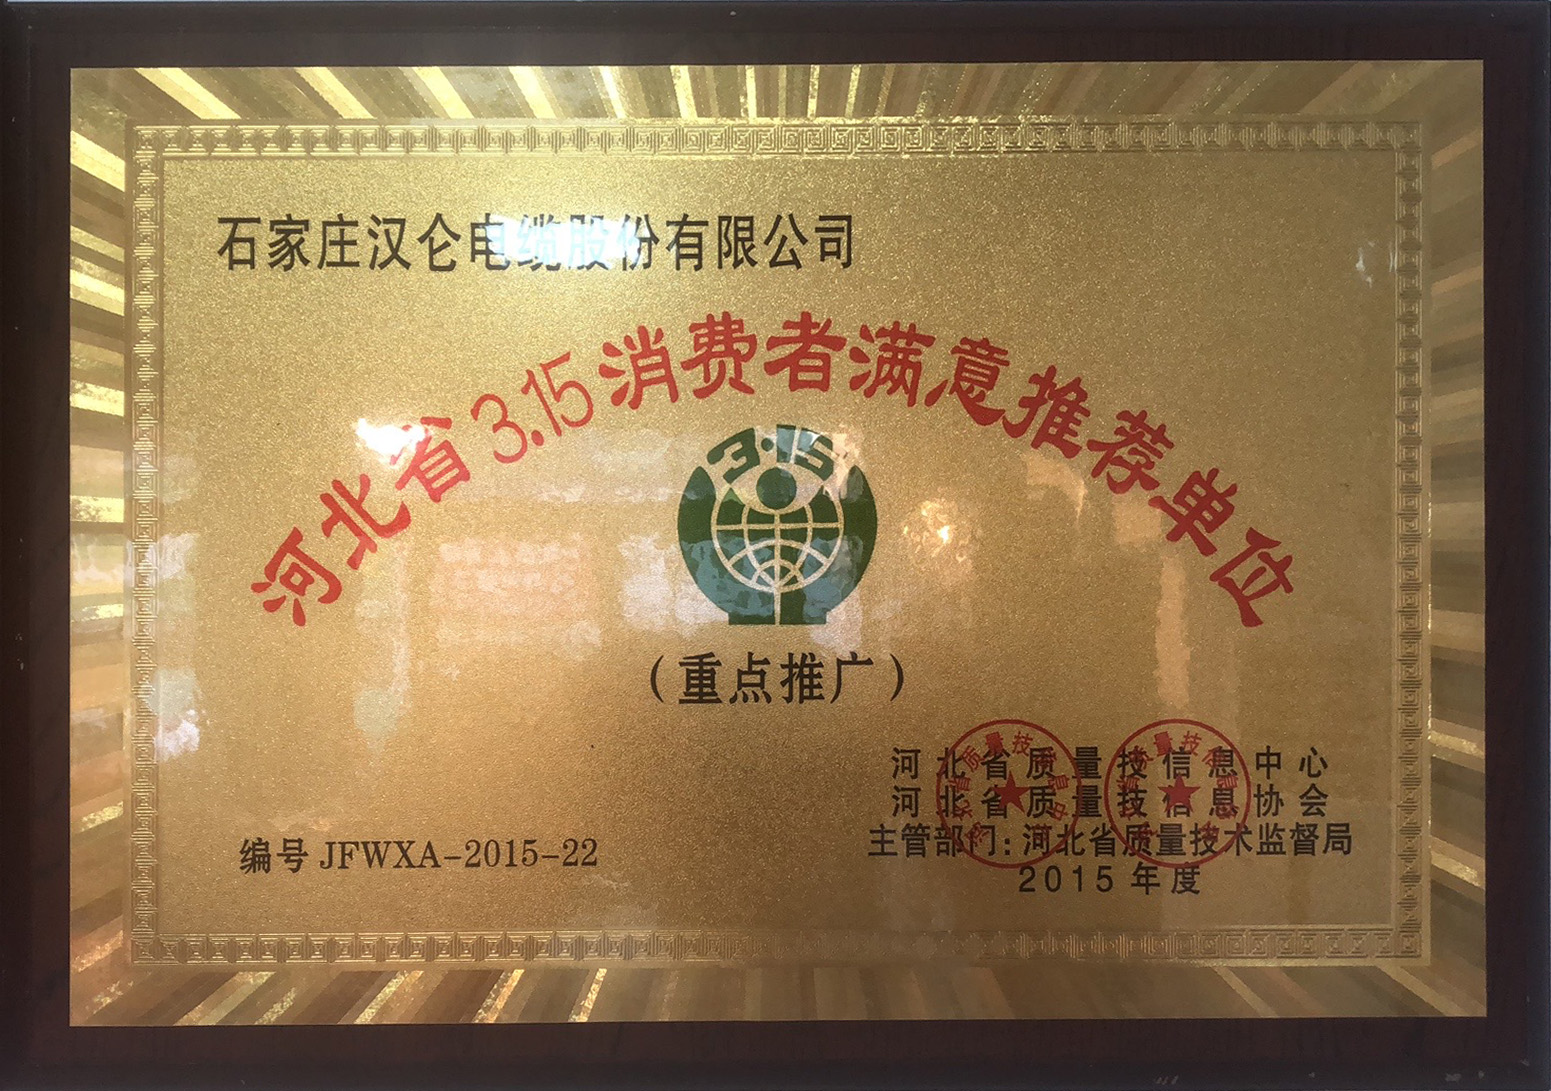 石家庄汉仑电缆股份有限公司
河北省3.15消费者满意推荐单位
3·15
（重点推广）
河北省质量技信息中心
河北省质量技信息协会
主管部门：河北省质量技术监督局
2015年度
编号 JFWXA-2015-22